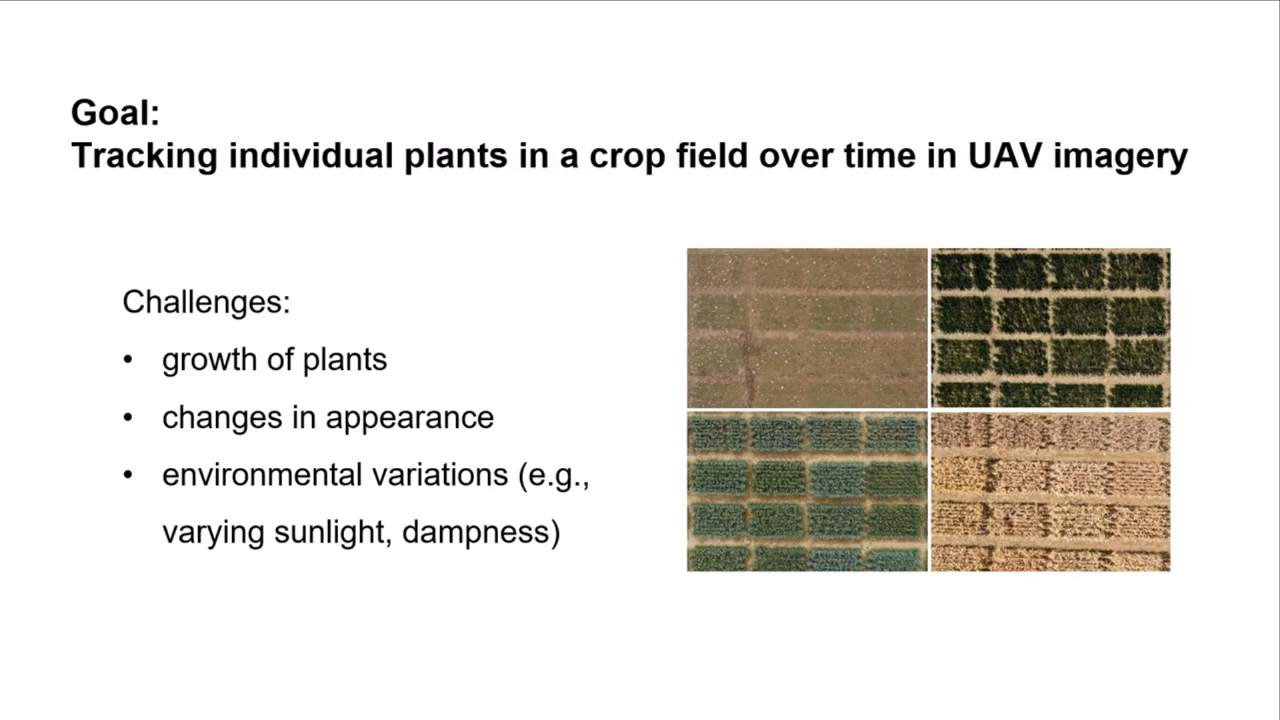 Goal:
Tracking individual plants in a crop field over time in UAV imagery
Challenges:
• growth of plants
• changes in appearance
• environmental variations (e.g.,
varying sunlight, dampness)